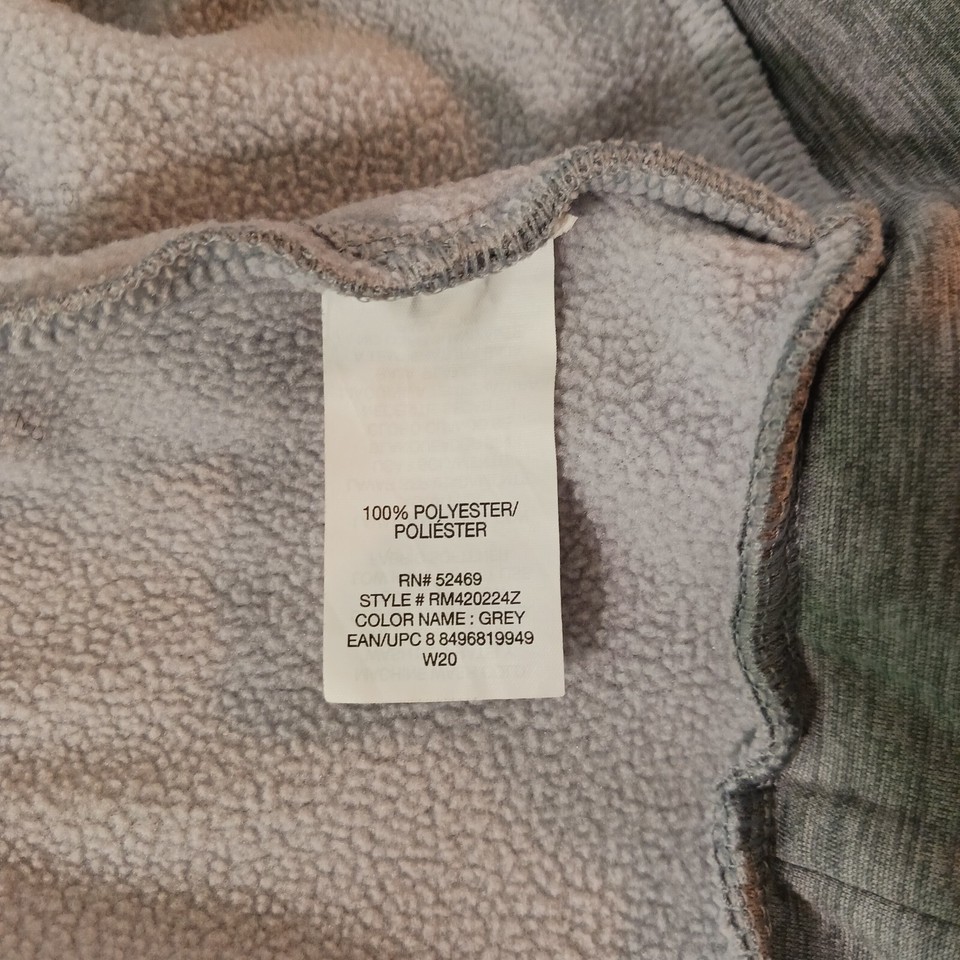 100% POLYESTER/
POLIÉSTER
RN# 52469
STYLE # RM420224Z
COLOR NAME : GREY
EAN/UPC 8 8496819949
W20